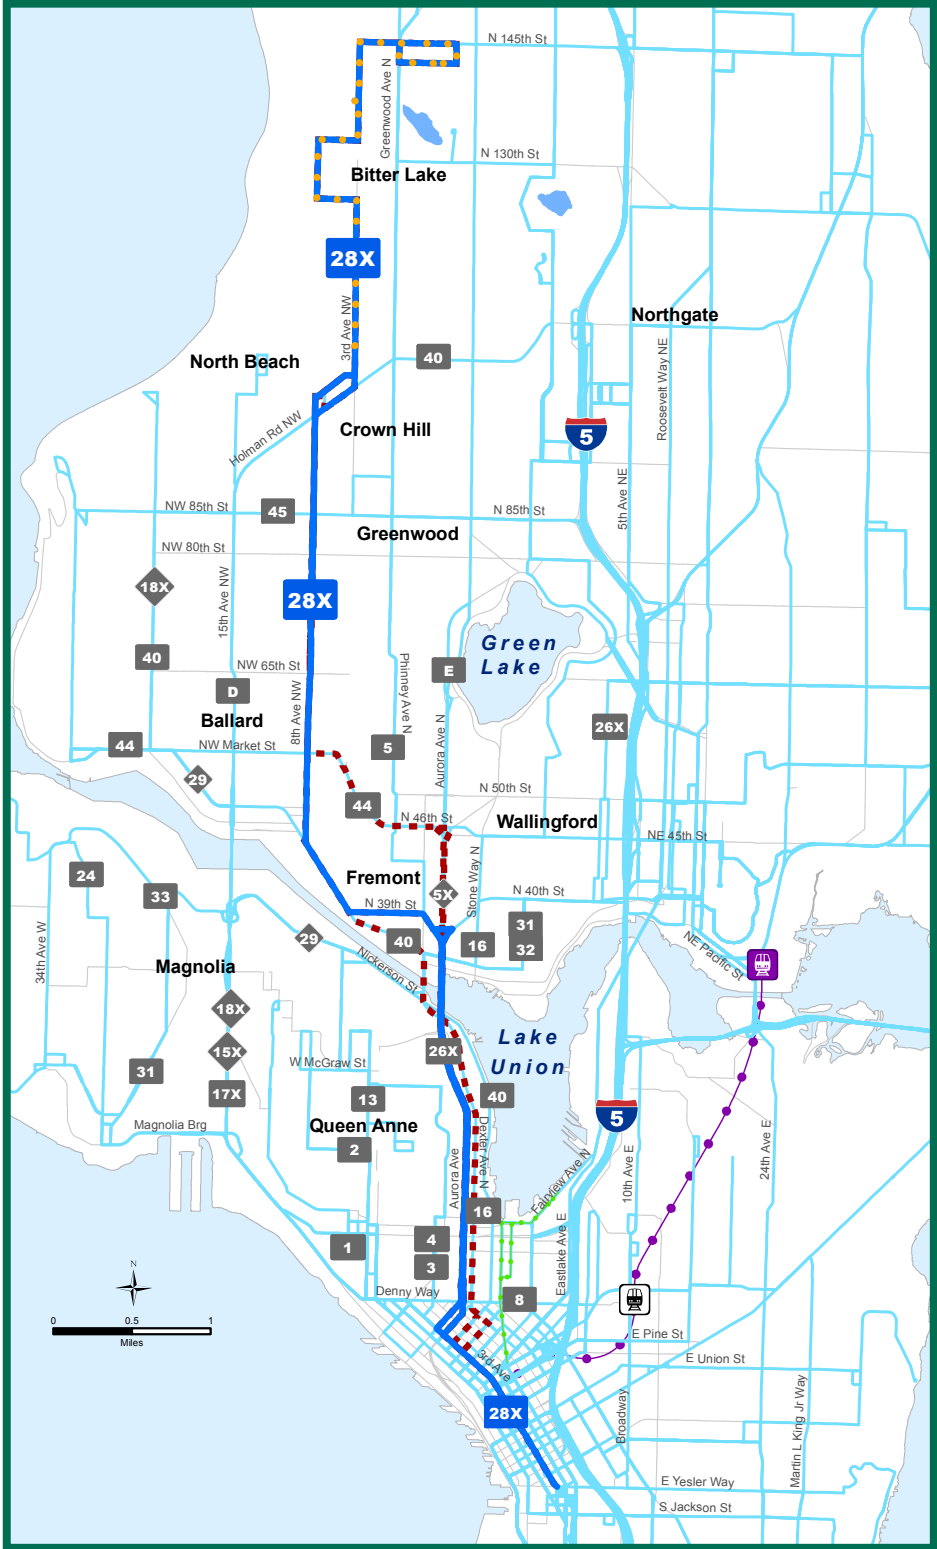 N 145th St
Greenwood Ave N
N 130th St
Bitter Lake
28X
3rd Ave NW
Northgate
North Beach
40
Roosevelt Way NE
Holman Rd NW
Crown Hill
5
NW 85th St
45
N 85th St
5th Ave NE
Greenwood
NW 80th St
18X
28X
15th Ave NW
Green
Lake
40
NW 65th St
E
D
8th Ave NW
Phinney Ave N
Ballard
Aurora Ave N
26X
44
NW Market St
5
29
N 50th St
44
N 46th St
Wallingford
NE 45th St
24
Fremont
Stone Way N
33
5X
N 40th St
N 39th St
31
34th Ave W
29
40
16
32
NE Pacific St
Magnolia
Nickerson St
18X
Lake
Union
15X
26X
W McGraw St
31
17X
13
40
5
Magnolia Brg
Queen Anne
Dexter Ave N
2
24th Ave E
Aurora Ave
Fairview Ave N
10th Ave E
16
1
4
3
Eastlake Ave E
N
Denny Way
8
0
0.5
1
Miles
E Pine St
3rd Ave
E Union St
28X
Broadway
Martin L King Jr Way
E Yesler Way
S Jackson St